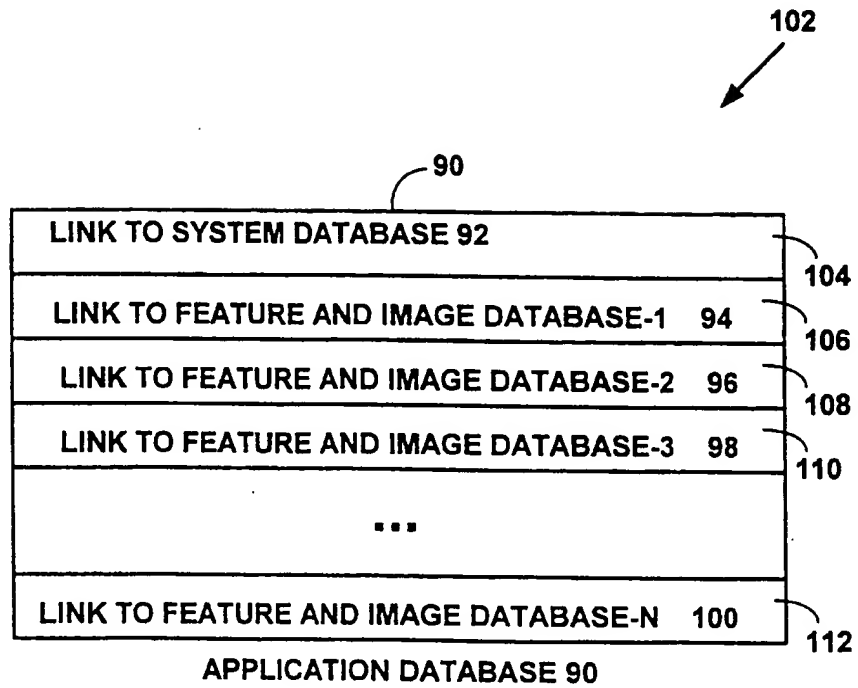 102
90
LINK TO SYSTEM DATABASE 92
104
LINK TO FEATURE AND IMAGE DATABASE-1 94
106
LINK TO FEATURE AND IMAGE DATABASE-2 96
108
LINK TO FEATURE AND IMAGE DATABASE-3 98
110
...
LINK TO FEATURE AND IMAGE DATABASE-N 100
112
APPLICATION DATABASE 90